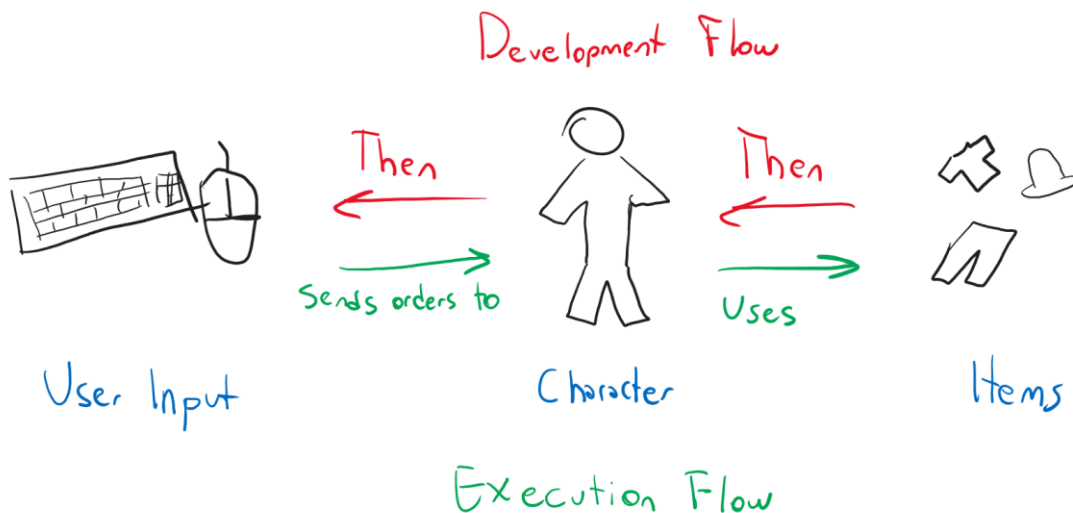 Development Flow
Then
Then
Sends orders to
Uses
User Input
Character
Items
Execution Flow